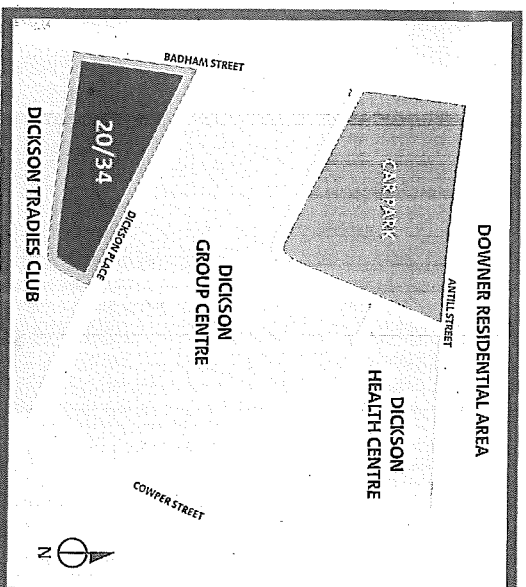 DOWNER RESIDENTIAL AREA
ANTILL STREET
CAR PARK
DICKSON
HEALTH CENTRE
BADHAM STREET
DICKSON
GROUP CENTRE
20/34
DICKSON PLACE
DICKSON TRADIES CLUB
COWPER STREET
N